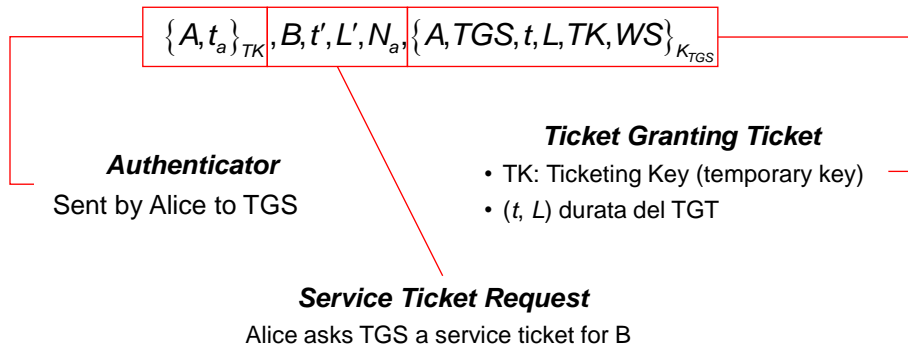 {A, t_a}_TK , B, t′, L′, N_a, {A, TGS, t, L, TK, WS}_K_TGS
Authenticator
Sent by Alice to TGS
Ticket Granting Ticket
• TK: Ticketing Key (temporary key)
• (t, L) durata del TGT
Service Ticket Request
Alice asks TGS a service ticket for B